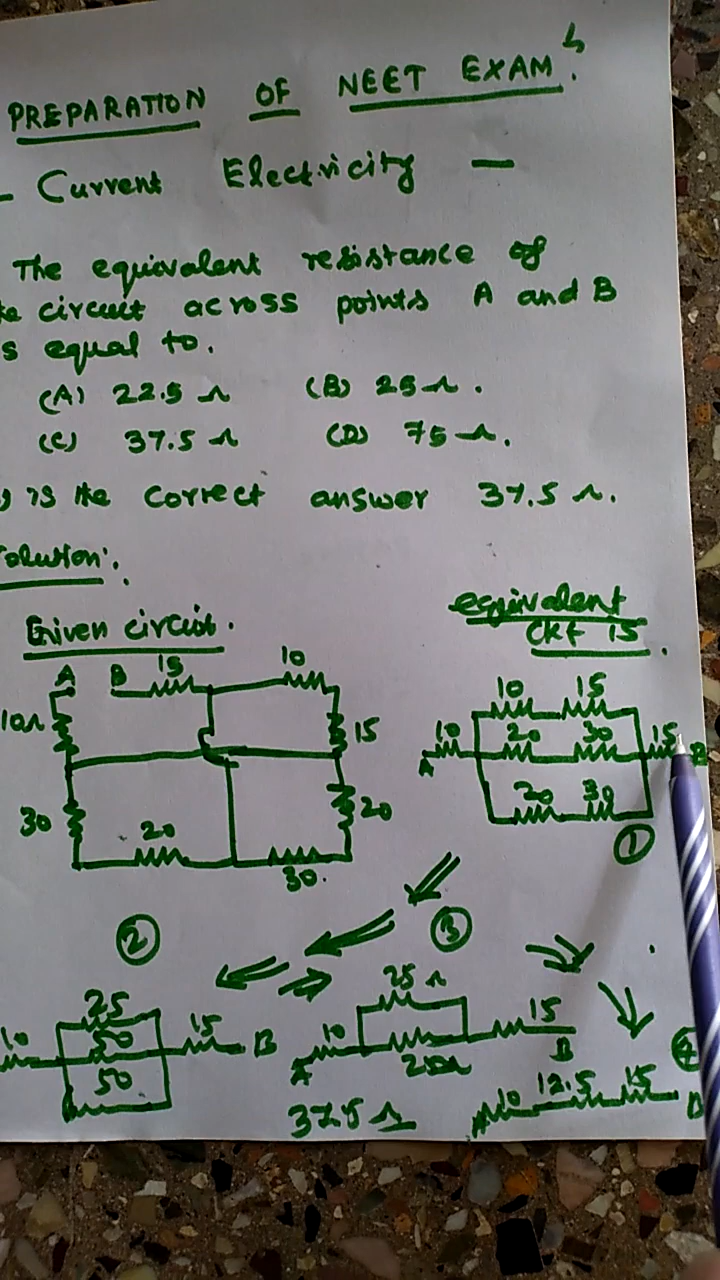 PREPARATION OF NEET EXAM
- Current Electricity -
The equivalent resistance of
circuit across points A and B
equal to.
(A) 22.5 Ω (B) 25 Ω.
(C) 37.5 Ω (D) 75 Ω.
is the correct answer 37.5 Ω.
Solution:.
Given circuit.
equivalent
Ckt is.
A B 15 10
10Ω 15
30 20 20
30.
10 15
A 10 20 30 15 B
20 30
①
② ③
25
10 50 15 B
50
25 Ω
A 10 15 B
25Ω
④
A 10 12.5 15 B
37.5 Ω